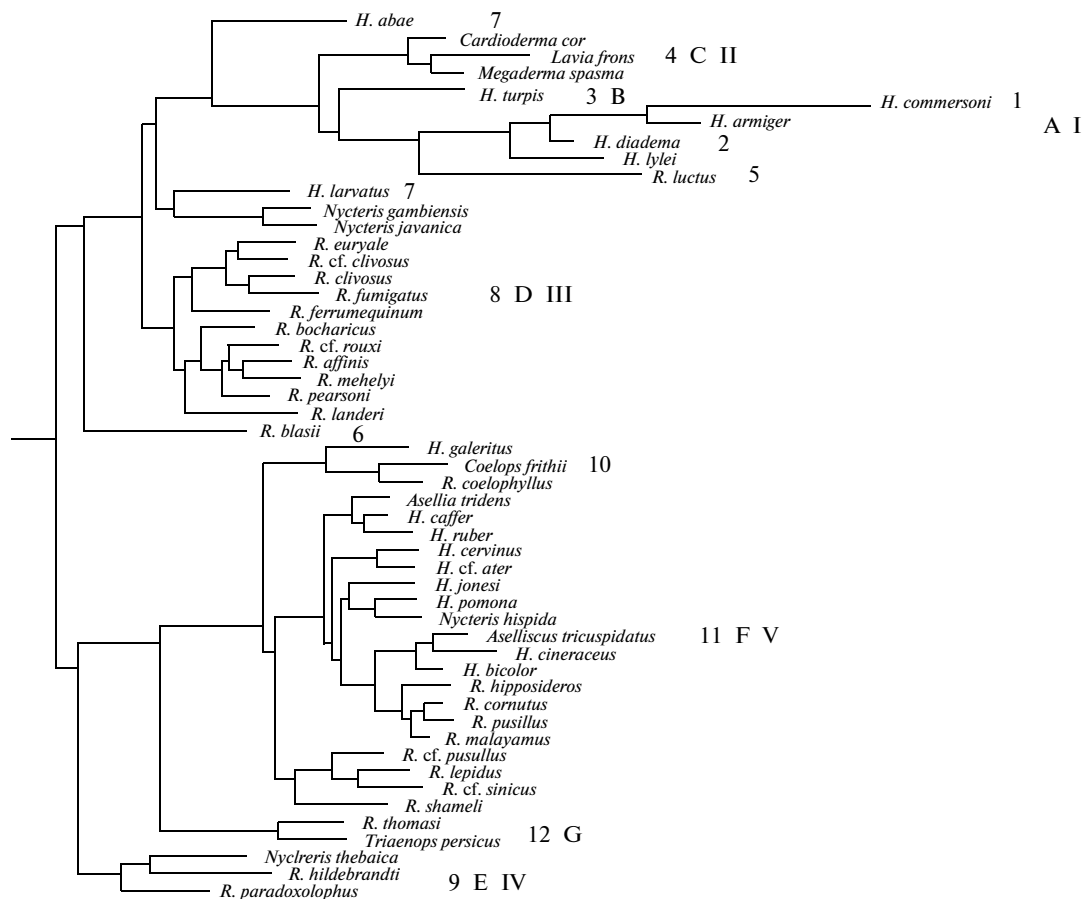 H. abae 7
Cardioderma cor
Lavia frons 4 C II
Megaderma spasma
H. turpis 3 B
H. commersoni 1
H. armiger A I
H. diadema 2
H. lylei
R. luctus 5
H. larvatus 7
Nycteris gambiensis
Nycteris javanica
R. euryale
R. cf. clivosus
R. clivosus
R. fumigatus 8 D III
R. ferrumequinum
R. bocharicus
R. cf. rouxi
R. affinis
R. mehelyi
R. pearsoni
R. landeri
R. blasii 6
H. galeritus
Coelops frithii 10
R. coelophyllus
Asellia tridens
H. caffer
H. ruber
H. cervinus
H. cf. ater
H. jonesi
H. pomona
Nycteris hispida
Aselliscus tricuspidatus 11 F V
H. cineraceus
H. bicolor
R. hipposideros
R. cornutus
R. pusillus
R. malayamus
R. cf. pusullus
R. lepidus
R. cf. sinicus
R. shameli
R. thomasi
Triaenops persicus 12 G
Nyclreris thebaica
R. hildebrandti 9 E IV
R. paradoxolophus